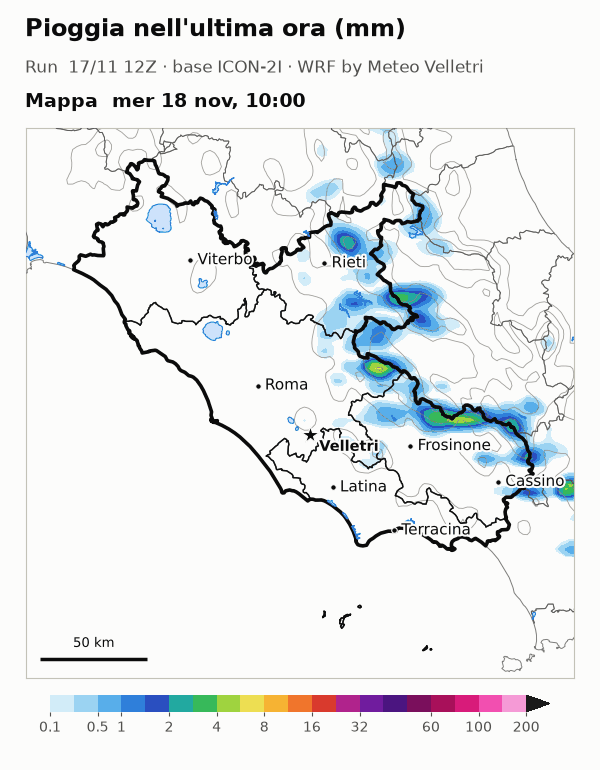 Pioggia nell'ultima ora (mm)
Run  17/11 12Z · base ICON-2I · WRF by Meteo Velletri
Mappa  mer 18 nov, 10:00
Viterbo
Rieti
Roma
Velletri
Frosinone
Latina
Cassino
Terracina
50 km
0.1 0.5 1 2 4 8 16 32 60 100 200